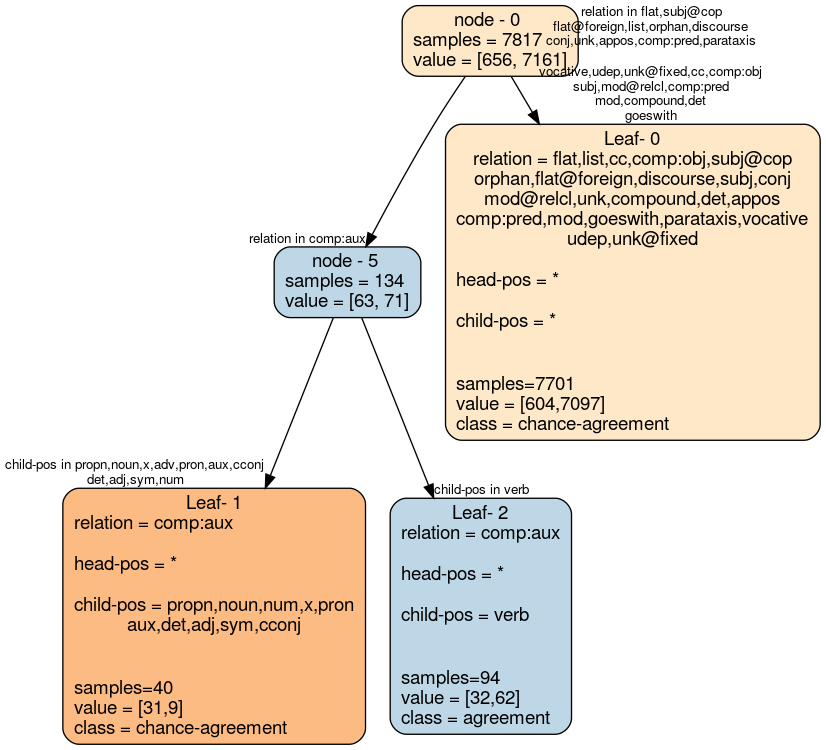 node - 0
samples = 7817
value = [656, 7161]
relation in flat,subj@cop
flat@foreign,list,orphan,discourse
conj,unk,appos,comp:pred,parataxis
vocative,udep,unk@fixed,cc,comp:obj
subj,mod@relcl,comp:pred
mod,compound,det
goeswith
Leaf- 0
relation = flat,list,cc,comp:obj,subj@cop
orphan,flat@foreign,discourse,subj,conj
mod@relcl,unk,compound,det,appos
comp:pred,mod,goeswith,parataxis,vocative
udep,unk@fixed
head-pos = *
child-pos = *
samples=7701
value = [604,7097]
class = chance-agreement
relation in comp:aux
node - 5
samples = 134
value = [63, 71]
child-pos in propn,noun,x,adv,pron,aux,cconj
det,adj,sym,num
Leaf- 1
relation = comp:aux
head-pos = *
child-pos = propn,noun,num,x,pron
aux,det,adj,sym,cconj
samples=40
value = [31,9]
class = chance-agreement
child-pos in verb
Leaf- 2
relation = comp:aux
head-pos = *
child-pos = verb
samples=94
value = [32,62]
class = agreement